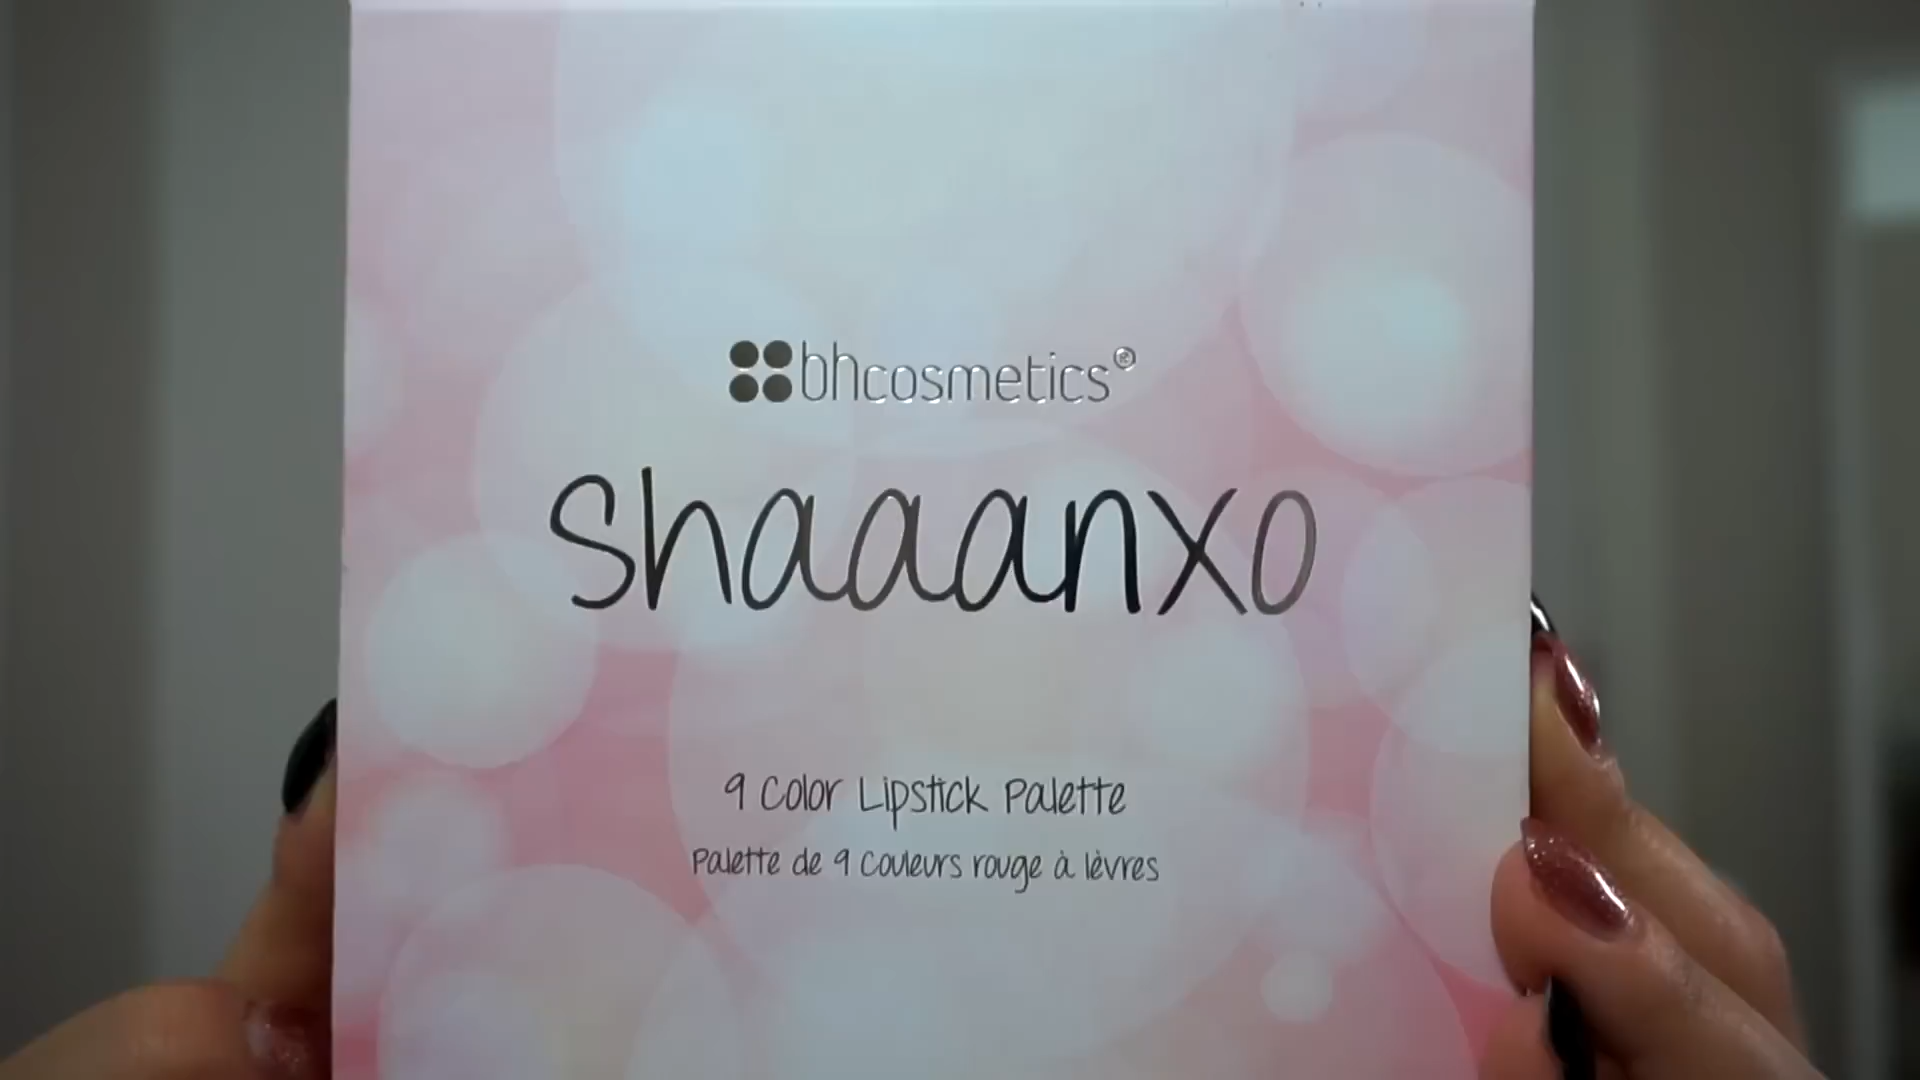 bhcosmetics®
shaaanxo
9 Color Lipstick Palette
Palette de 9 Couleurs rouge à lèvres